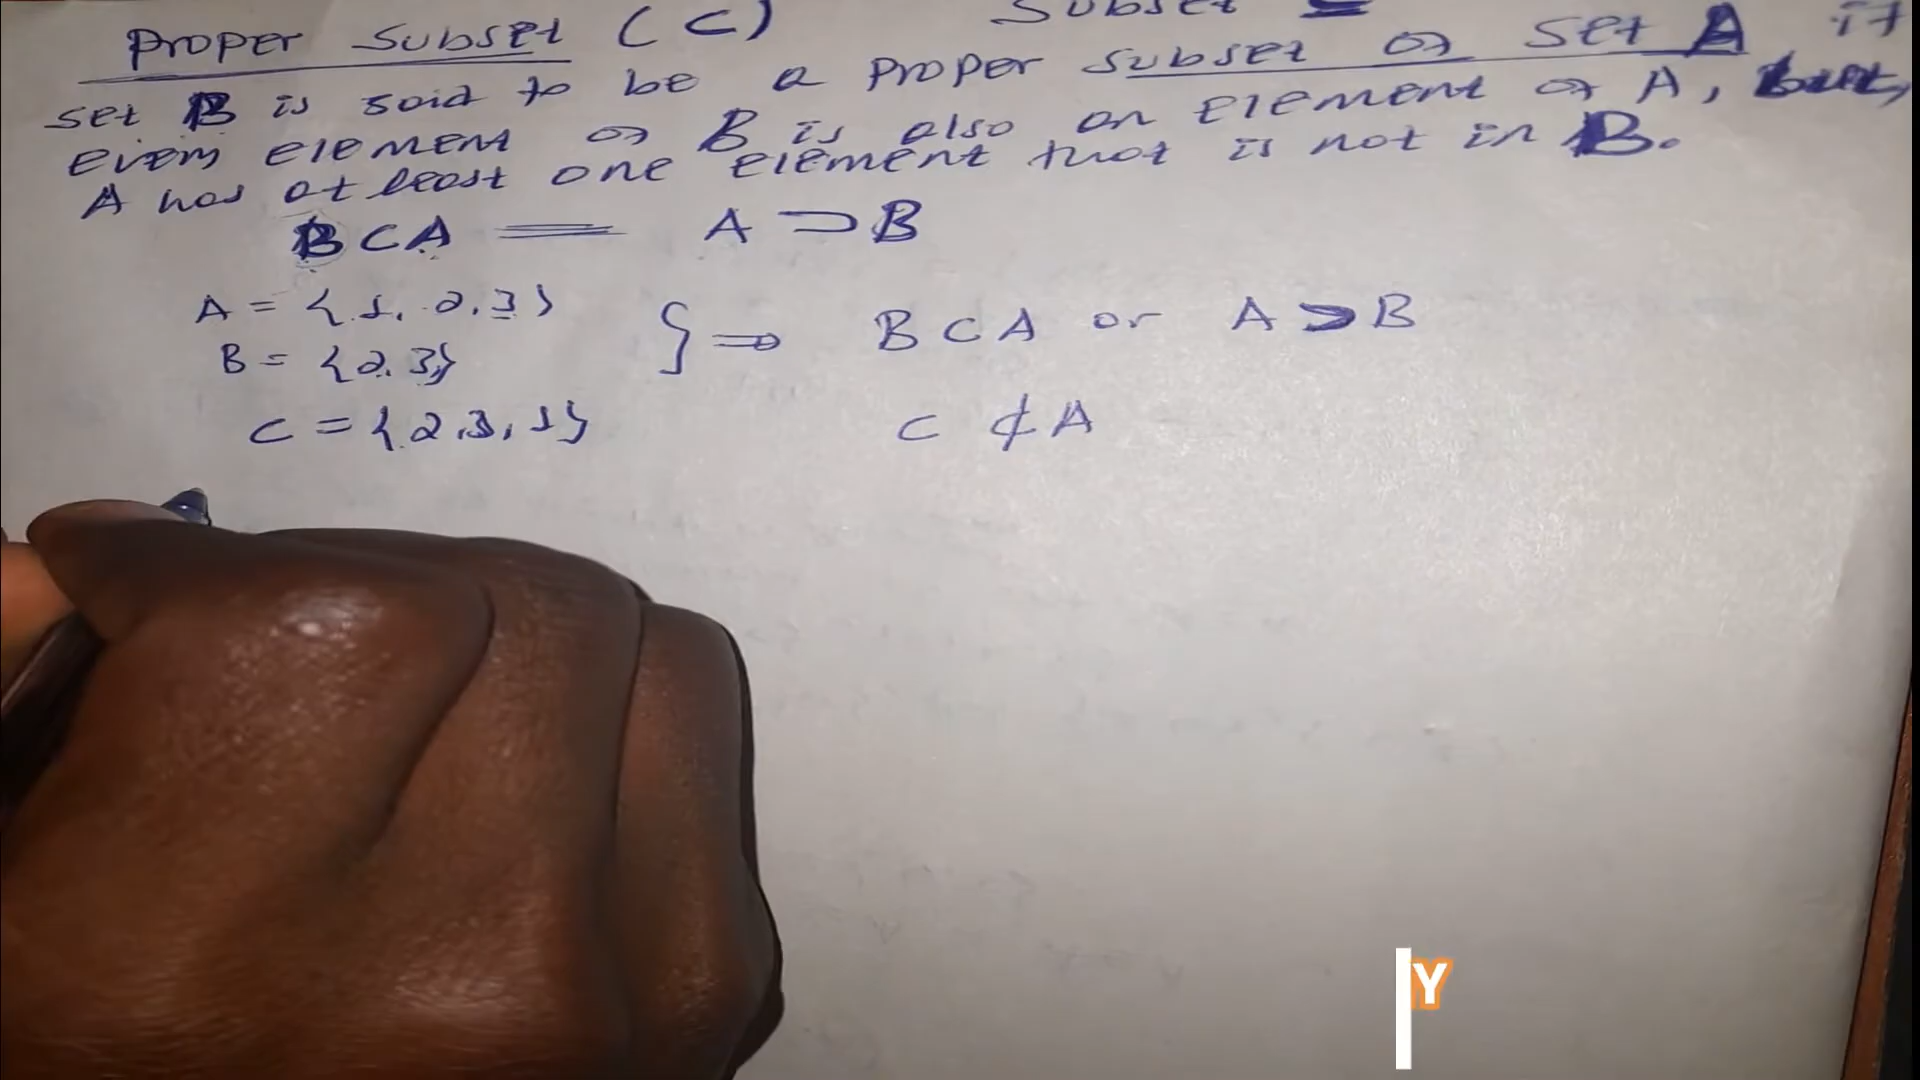 Proper Subset (⊂) Subset ⊆
Set B is said to be a proper subset of set A if
every element of B is also an element of A, but,
A has at least one element that is not in B.
B ⊂ A = A ⊃ B
A = {1, 2, 3} } ⇒ B ⊂ A or A ⊃ B
B = {2, 3}
C = {2, 3, 1} C ⊄ A
Y